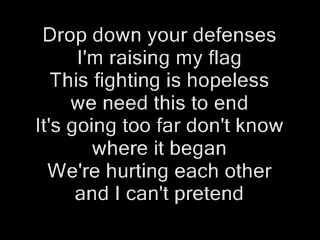 Drop down your defenses
I'm raising my flag
This fighting is hopeless
we need this to end
It's going too far don't know
where it began
We're hurting each other
and I can't pretend